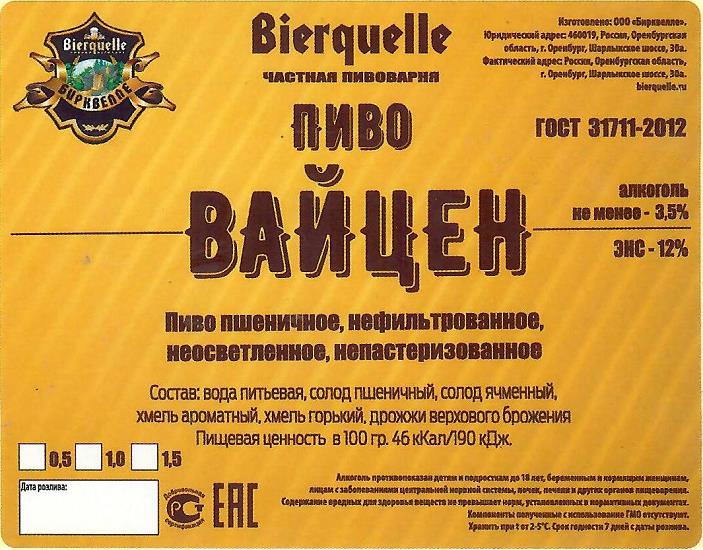 Bierquelle
БИРКВЕЛЛЕ
Bierquelle
ЧАСТНАЯ ПИВОВАРНЯ
Изготовлено: ООО «Бирквелле».
Юридический адрес: 460019, Россия, Оренбургская
область, г. Оренбург, Шарлыкское шоссе, 30а.
Фактический адрес: Россия, Оренбургская область,
г. Оренбург, Шарлыкское шоссе, 30а.
bierquelle.ru
ПИВО
ГОСТ 31711-2012
ВАЙЦЕН
алкоголь
не менее - 3,5%
ЭНС - 12%
Пиво пшеничное, нефильтрованное,
неосветленное, непастеризованное
Состав: вода питьевая, солод пшеничный, солод ячменный,
хмель ароматный, хмель горький, дрожжи верхового брожения
Пищевая ценность в 100 гр. 46 кКал/190 кДж.
0,5 1,0 1,5
Дата розлива:
Добровольная
РСТ
сертификация
ЕАС
Алкоголь противопоказан детям и подросткам до 18 лет, беременным и кормящим женщинам,
лицам с заболеваниями центральной нервной системы, почек, печени и других органов пищеварения.
Содержание вредных для здоровья веществ не превышает норм, установленных в нормативных документах.
Компоненты полученные с использование ГМО отсутствуют.
Хранить при t от 2-5°С. Срок годности 7 дней с даты розлива.